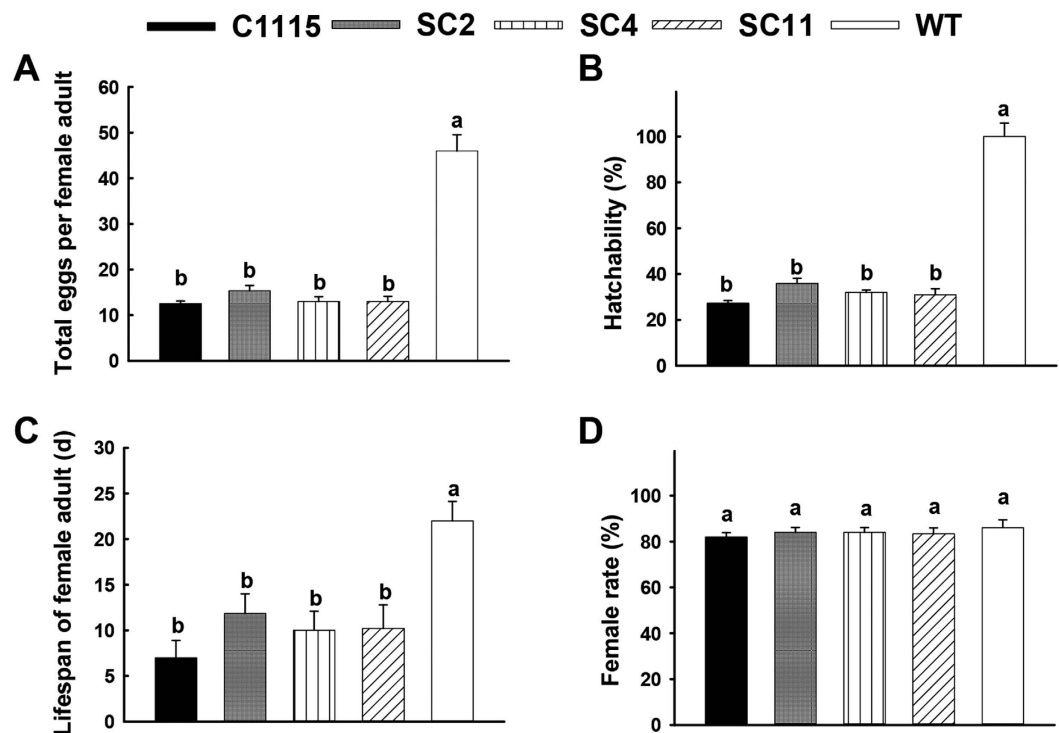 C1115 SC2 SC4 SC11 WT
A
Total eggs per female adult
60
50
40
30
20
10
0
b b b b a
B
Hatchability (%)
100
80
60
40
20
0
b b b b a
C
Lifespan of female adult (d)
30
25
20
15
10
5
0
b b b b a
D
Female rate (%)
100
80
60
40
20
0
a a a a a